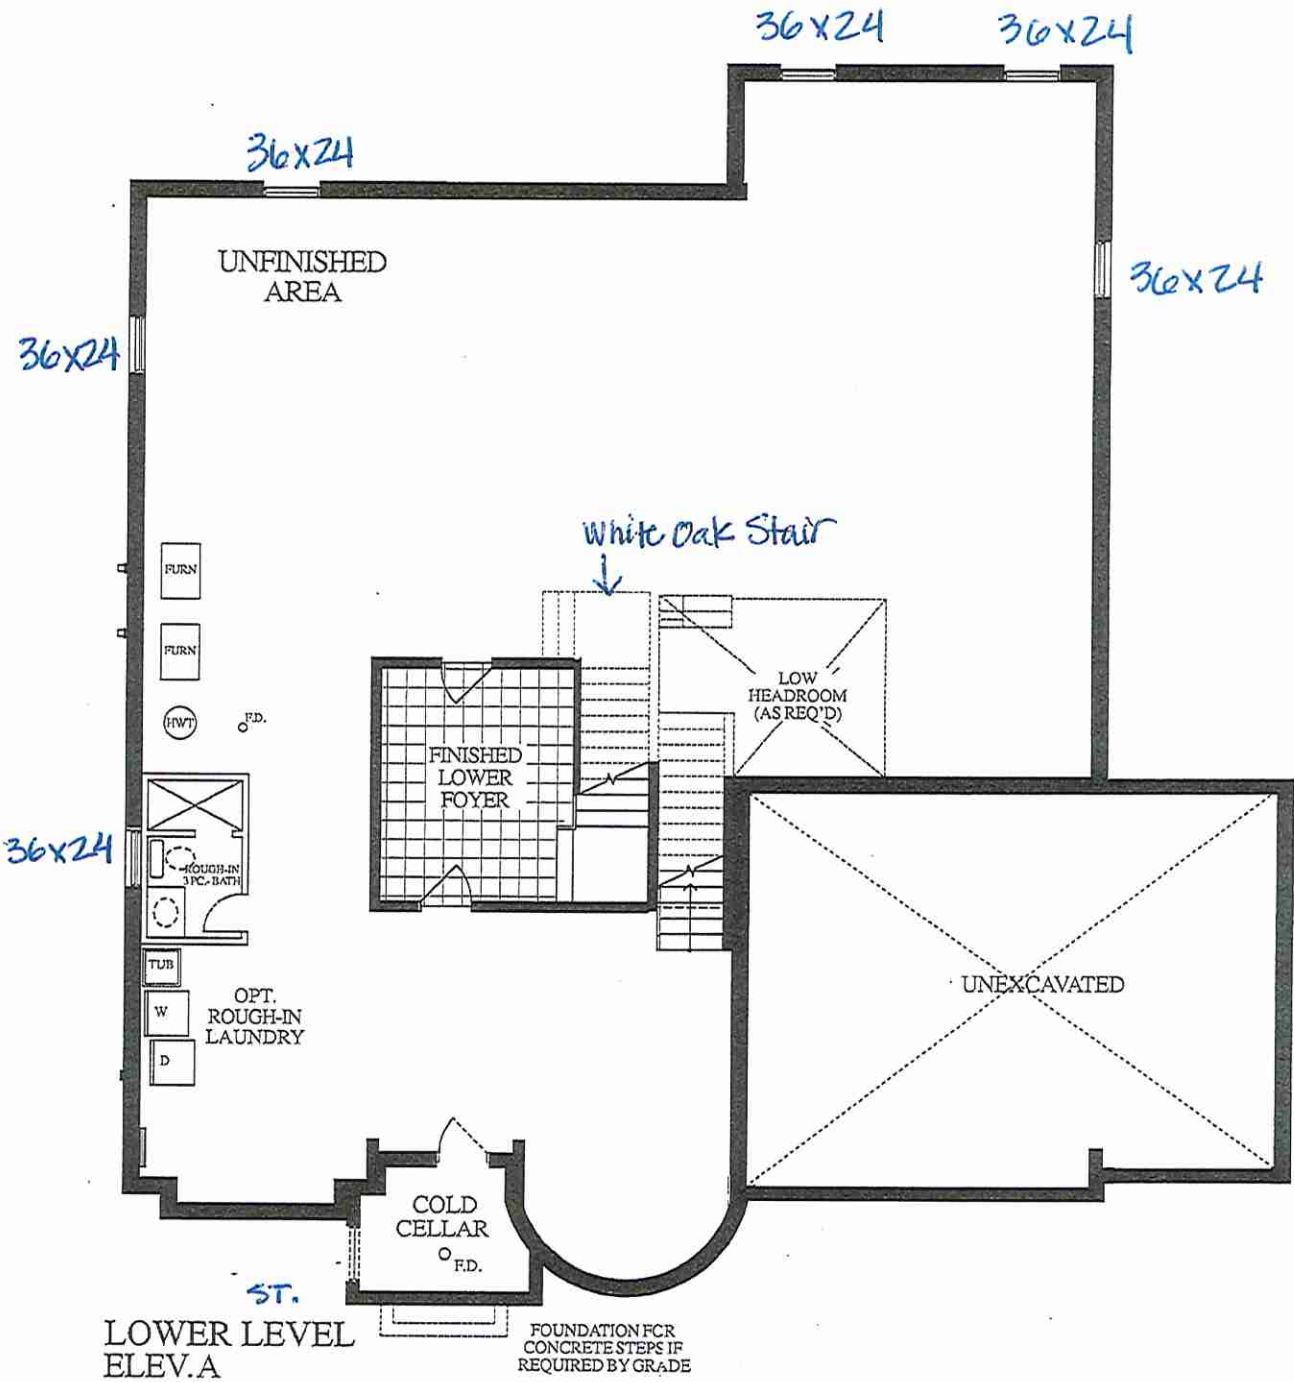 36x24
36x24
36x24
UNFINISHED
AREA
36x24
36x24
White Oak Stair
FURN
FURN
HWT
F.D.
LOW
HEADROOM
(AS REQ'D)
FINISHED
LOWER
FOYER
36x24
ROUGH-IN
3 PC.-BATH
TUB
W
D
OPT.
ROUGH-IN
LAUNDRY
UNEXCAVATED
COLD
CELLAR
F.D.
ST.
LOWER LEVEL
ELEV.A
FOUNDATION FOR
CONCRETE STEPS IF
REQUIRED BY GRADE